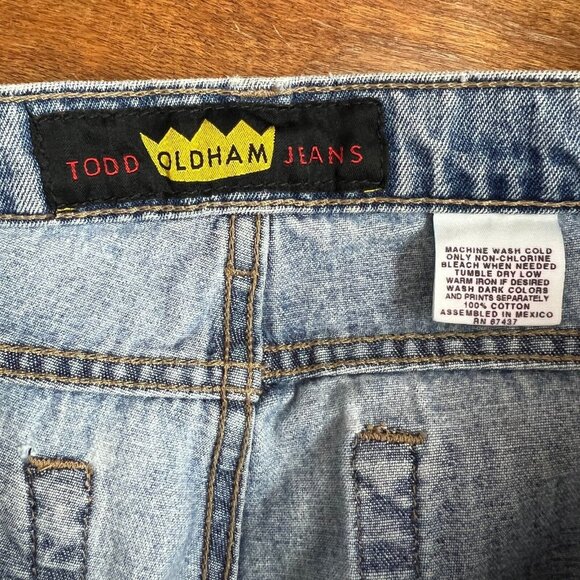 TODD OLDHAM JEANS
MACHINE WASH COLD
ONLY NON-CHLORINE
BLEACH WHEN NEEDED
TUMBLE DRY LOW
WARM IRON IF DESIRED
WASH DARK COLORS
AND PRINTS SEPARATELY
100% COTTON
ASSEMBLED IN MEXICO
RN 87437